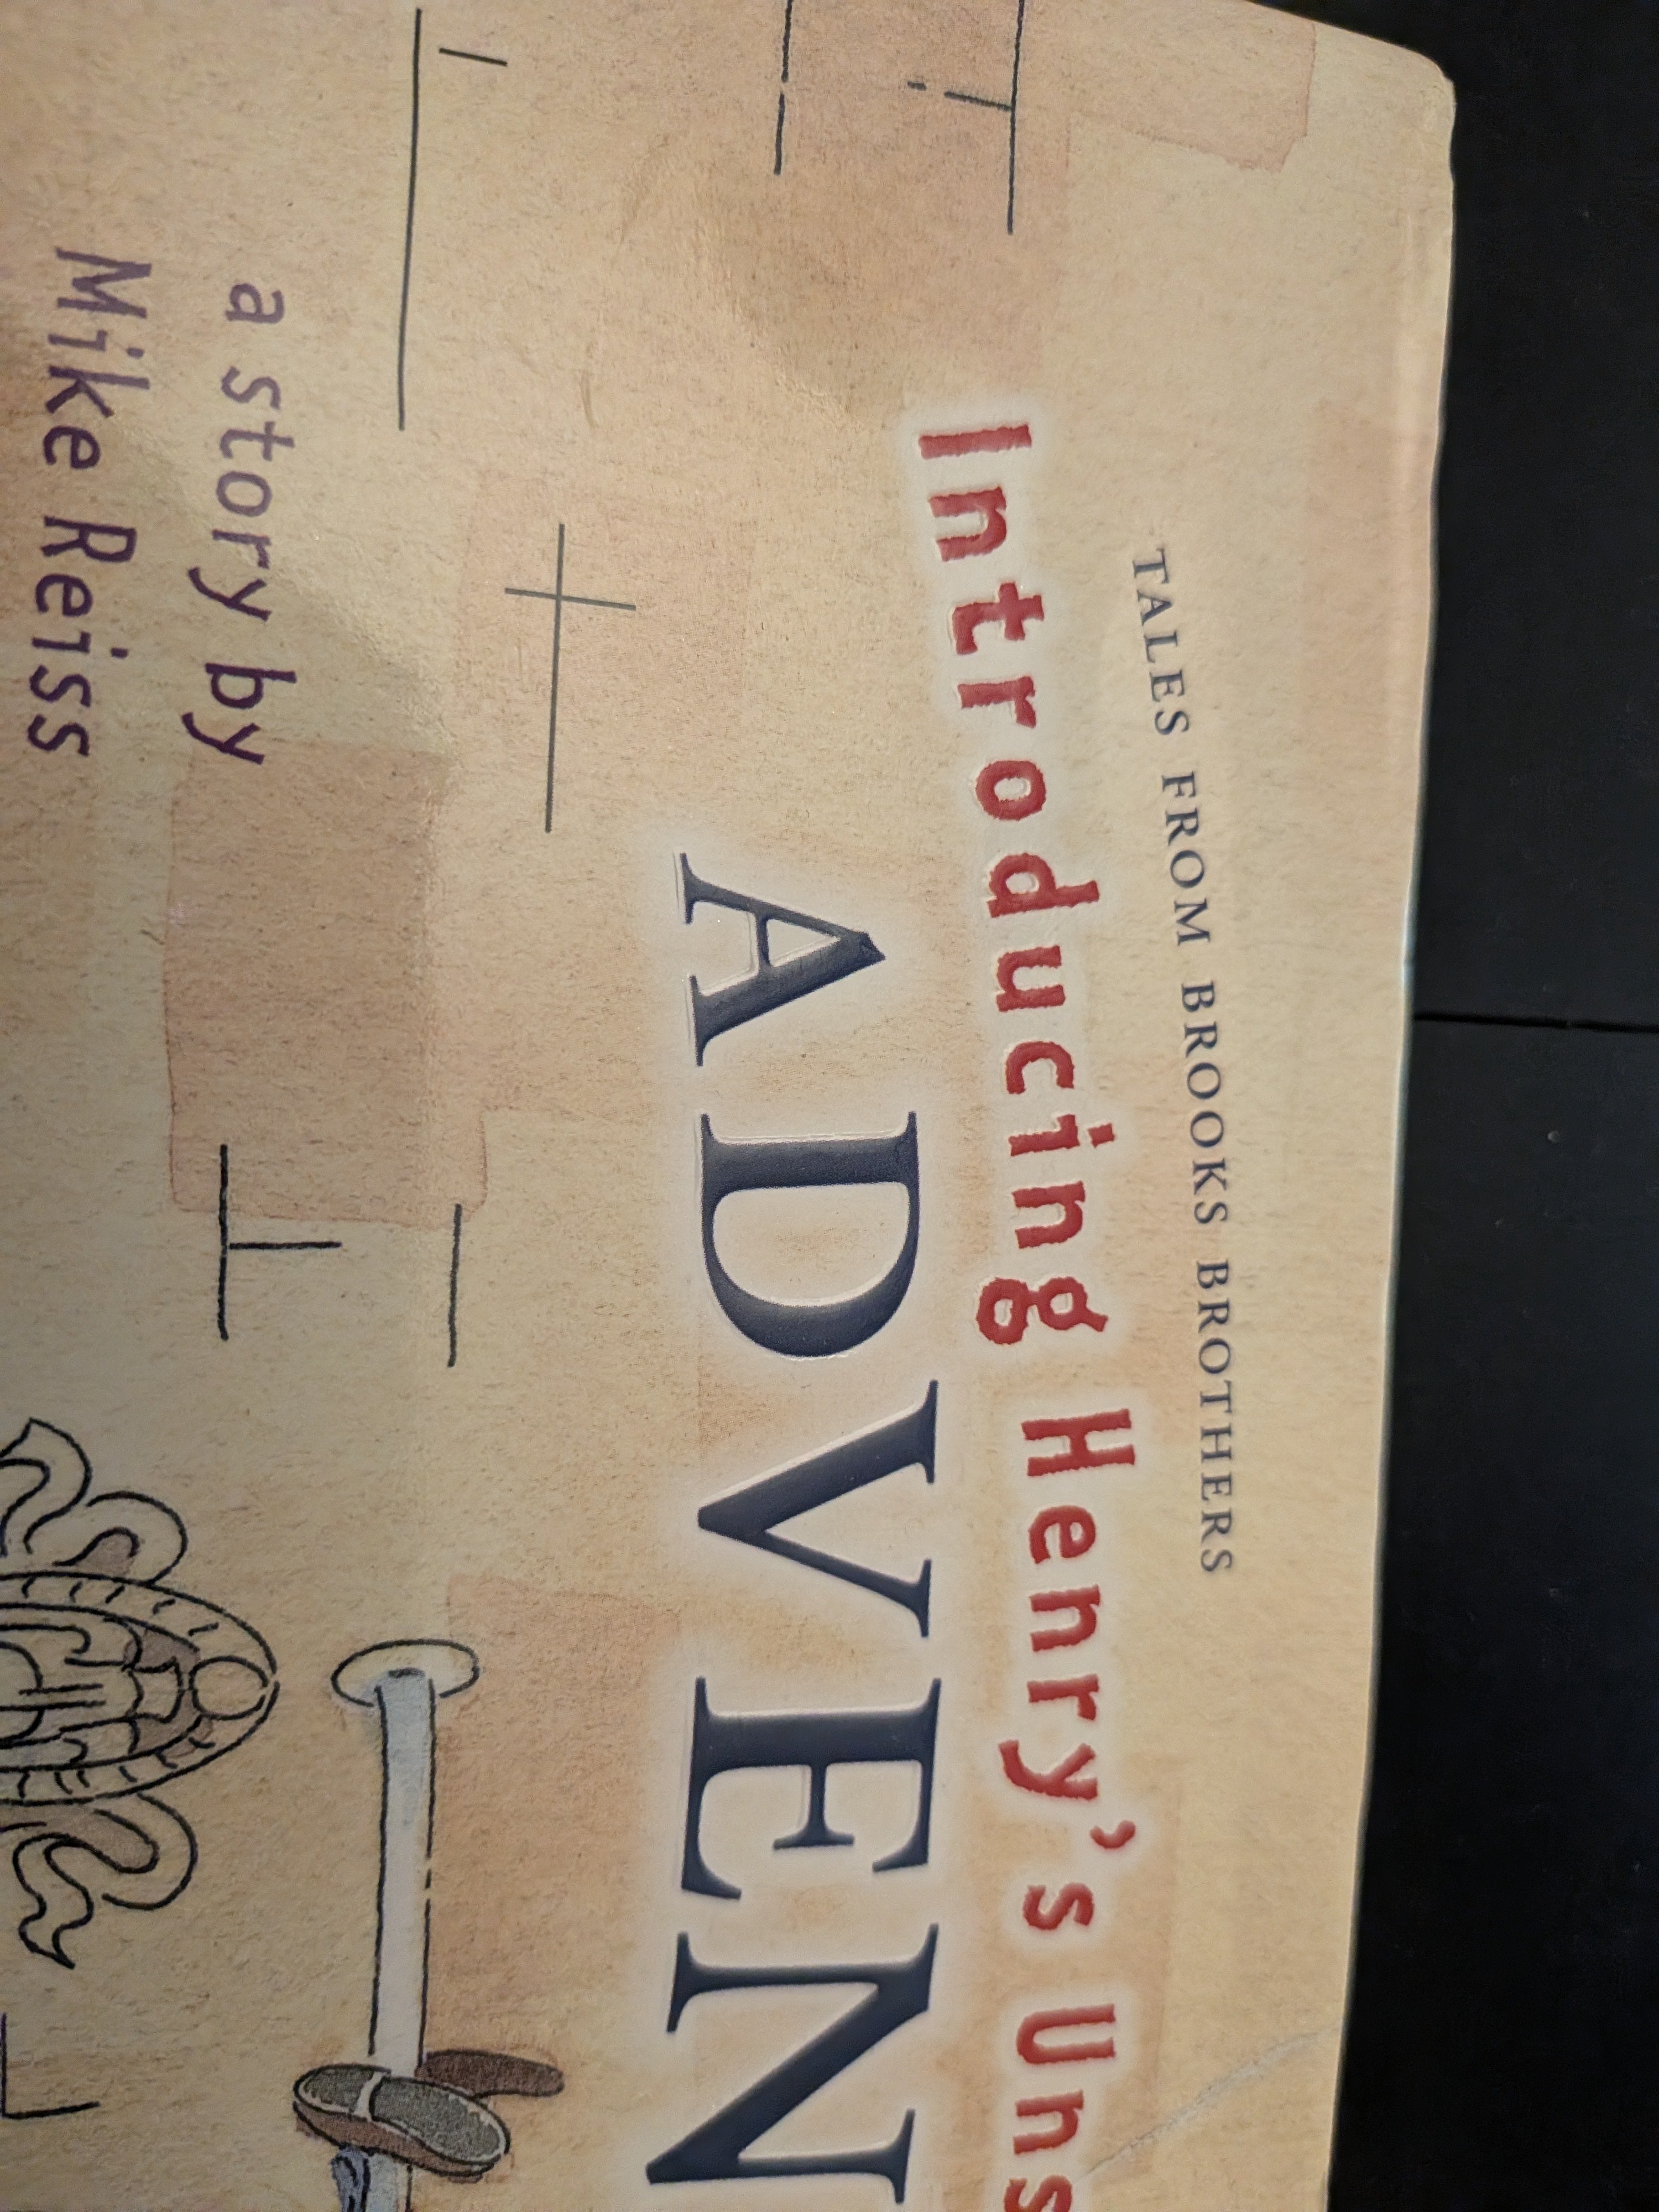 TALES FROM BROOKS BROTHERS
Introducing Henry's Uns
ADVEN
a story by
Mike Reiss